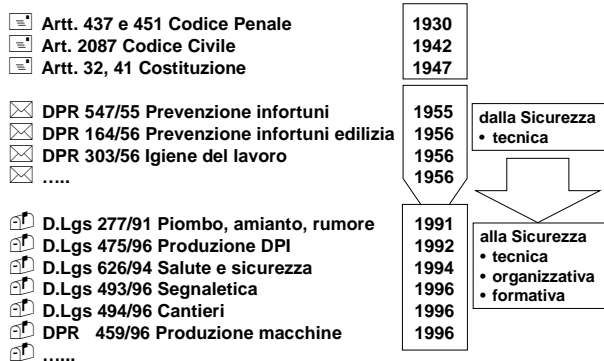 Artt. 437 e 451 Codice Penale 1930
Art. 2087 Codice Civile 1942
Artt. 32, 41 Costituzione 1947
DPR 547/55 Prevenzione infortuni 1955
DPR 164/56 Prevenzione infortuni edilizia 1956
DPR 303/56 Igiene del lavoro 1956
….. 1956
dalla Sicurezza
• tecnica
D.Lgs 277/91 Piombo, amianto, rumore 1991
D.Lgs 475/96 Produzione DPI 1992
D.Lgs 626/94 Salute e sicurezza 1994
D.Lgs 493/96 Segnaletica 1996
D.Lgs 494/96 Cantieri 1996
DPR 459/96 Produzione macchine 1996
…...
alla Sicurezza
• tecnica
• organizzativa
• formativa